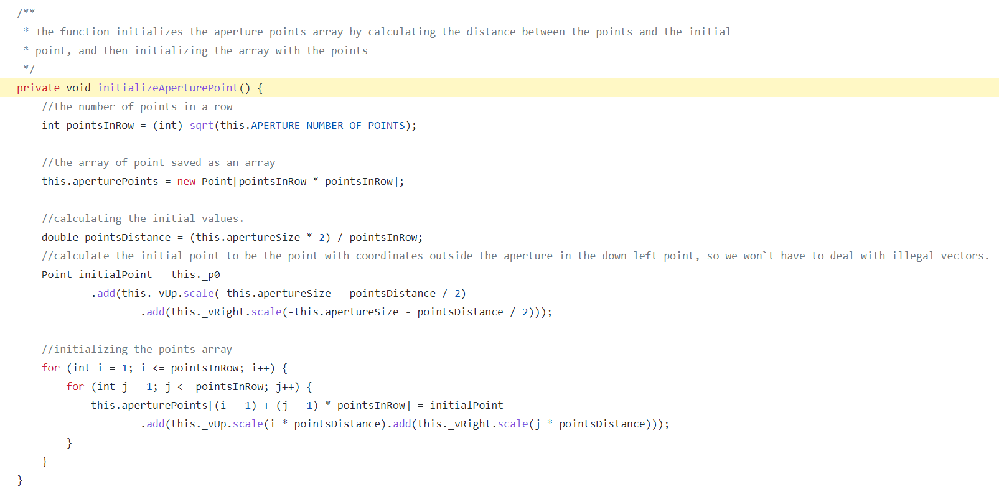 /**
 * The function initializes the aperture points array by calculating the distance between the points and the initial
 * point, and then initializing the array with the points
 */
private void initializeAperturePoint() {
    //the number of points in a row
    int pointsInRow = (int) sqrt(this.APERTURE_NUMBER_OF_POINTS);

    //the array of point saved as an array
    this.aperturePoints = new Point[pointsInRow * pointsInRow];

    //calculating the initial values.
    double pointsDistance = (this.apertureSize * 2) / pointsInRow;
    //calculate the initial point to be the point with coordinates outside the aperture in the down left point, so we won`t have to deal with illegal vectors.
    Point initialPoint = this._p0
            .add(this._vUp.scale(-this.apertureSize - pointsDistance / 2)
                    .add(this._vRight.scale(-this.apertureSize - pointsDistance / 2)));

    //initializing the points array
    for (int i = 1; i <= pointsInRow; i++) {
        for (int j = 1; j <= pointsInRow; j++) {
            this.aperturePoints[(i - 1) + (j - 1) * pointsInRow] = initialPoint
                    .add(this._vUp.scale(i * pointsDistance).add(this._vRight.scale(j * pointsDistance)));
        }
    }
}